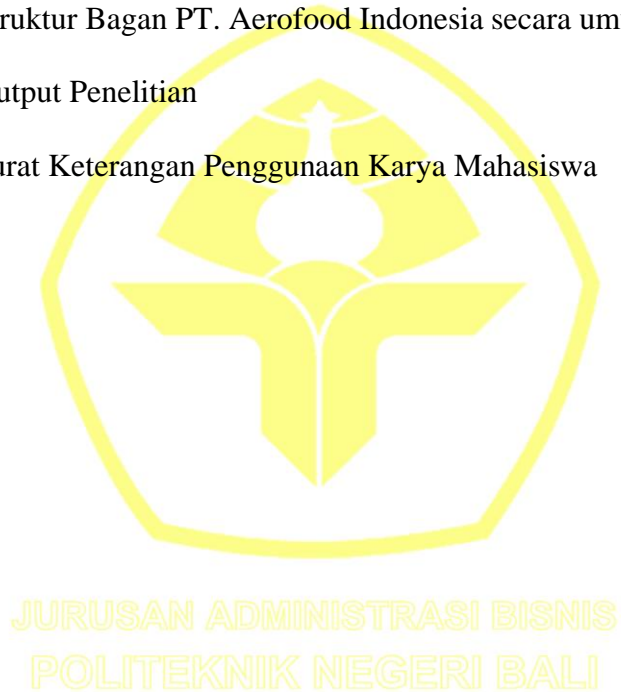 truktur Bagan PT. Aerofood Indonesia secara um
utput Penelitian
urat Keterangan Penggunaan Karya Mahasiswa
JURUSAN ADMINISTRASI BISNIS
POLITEKNIK NEGERI BALI